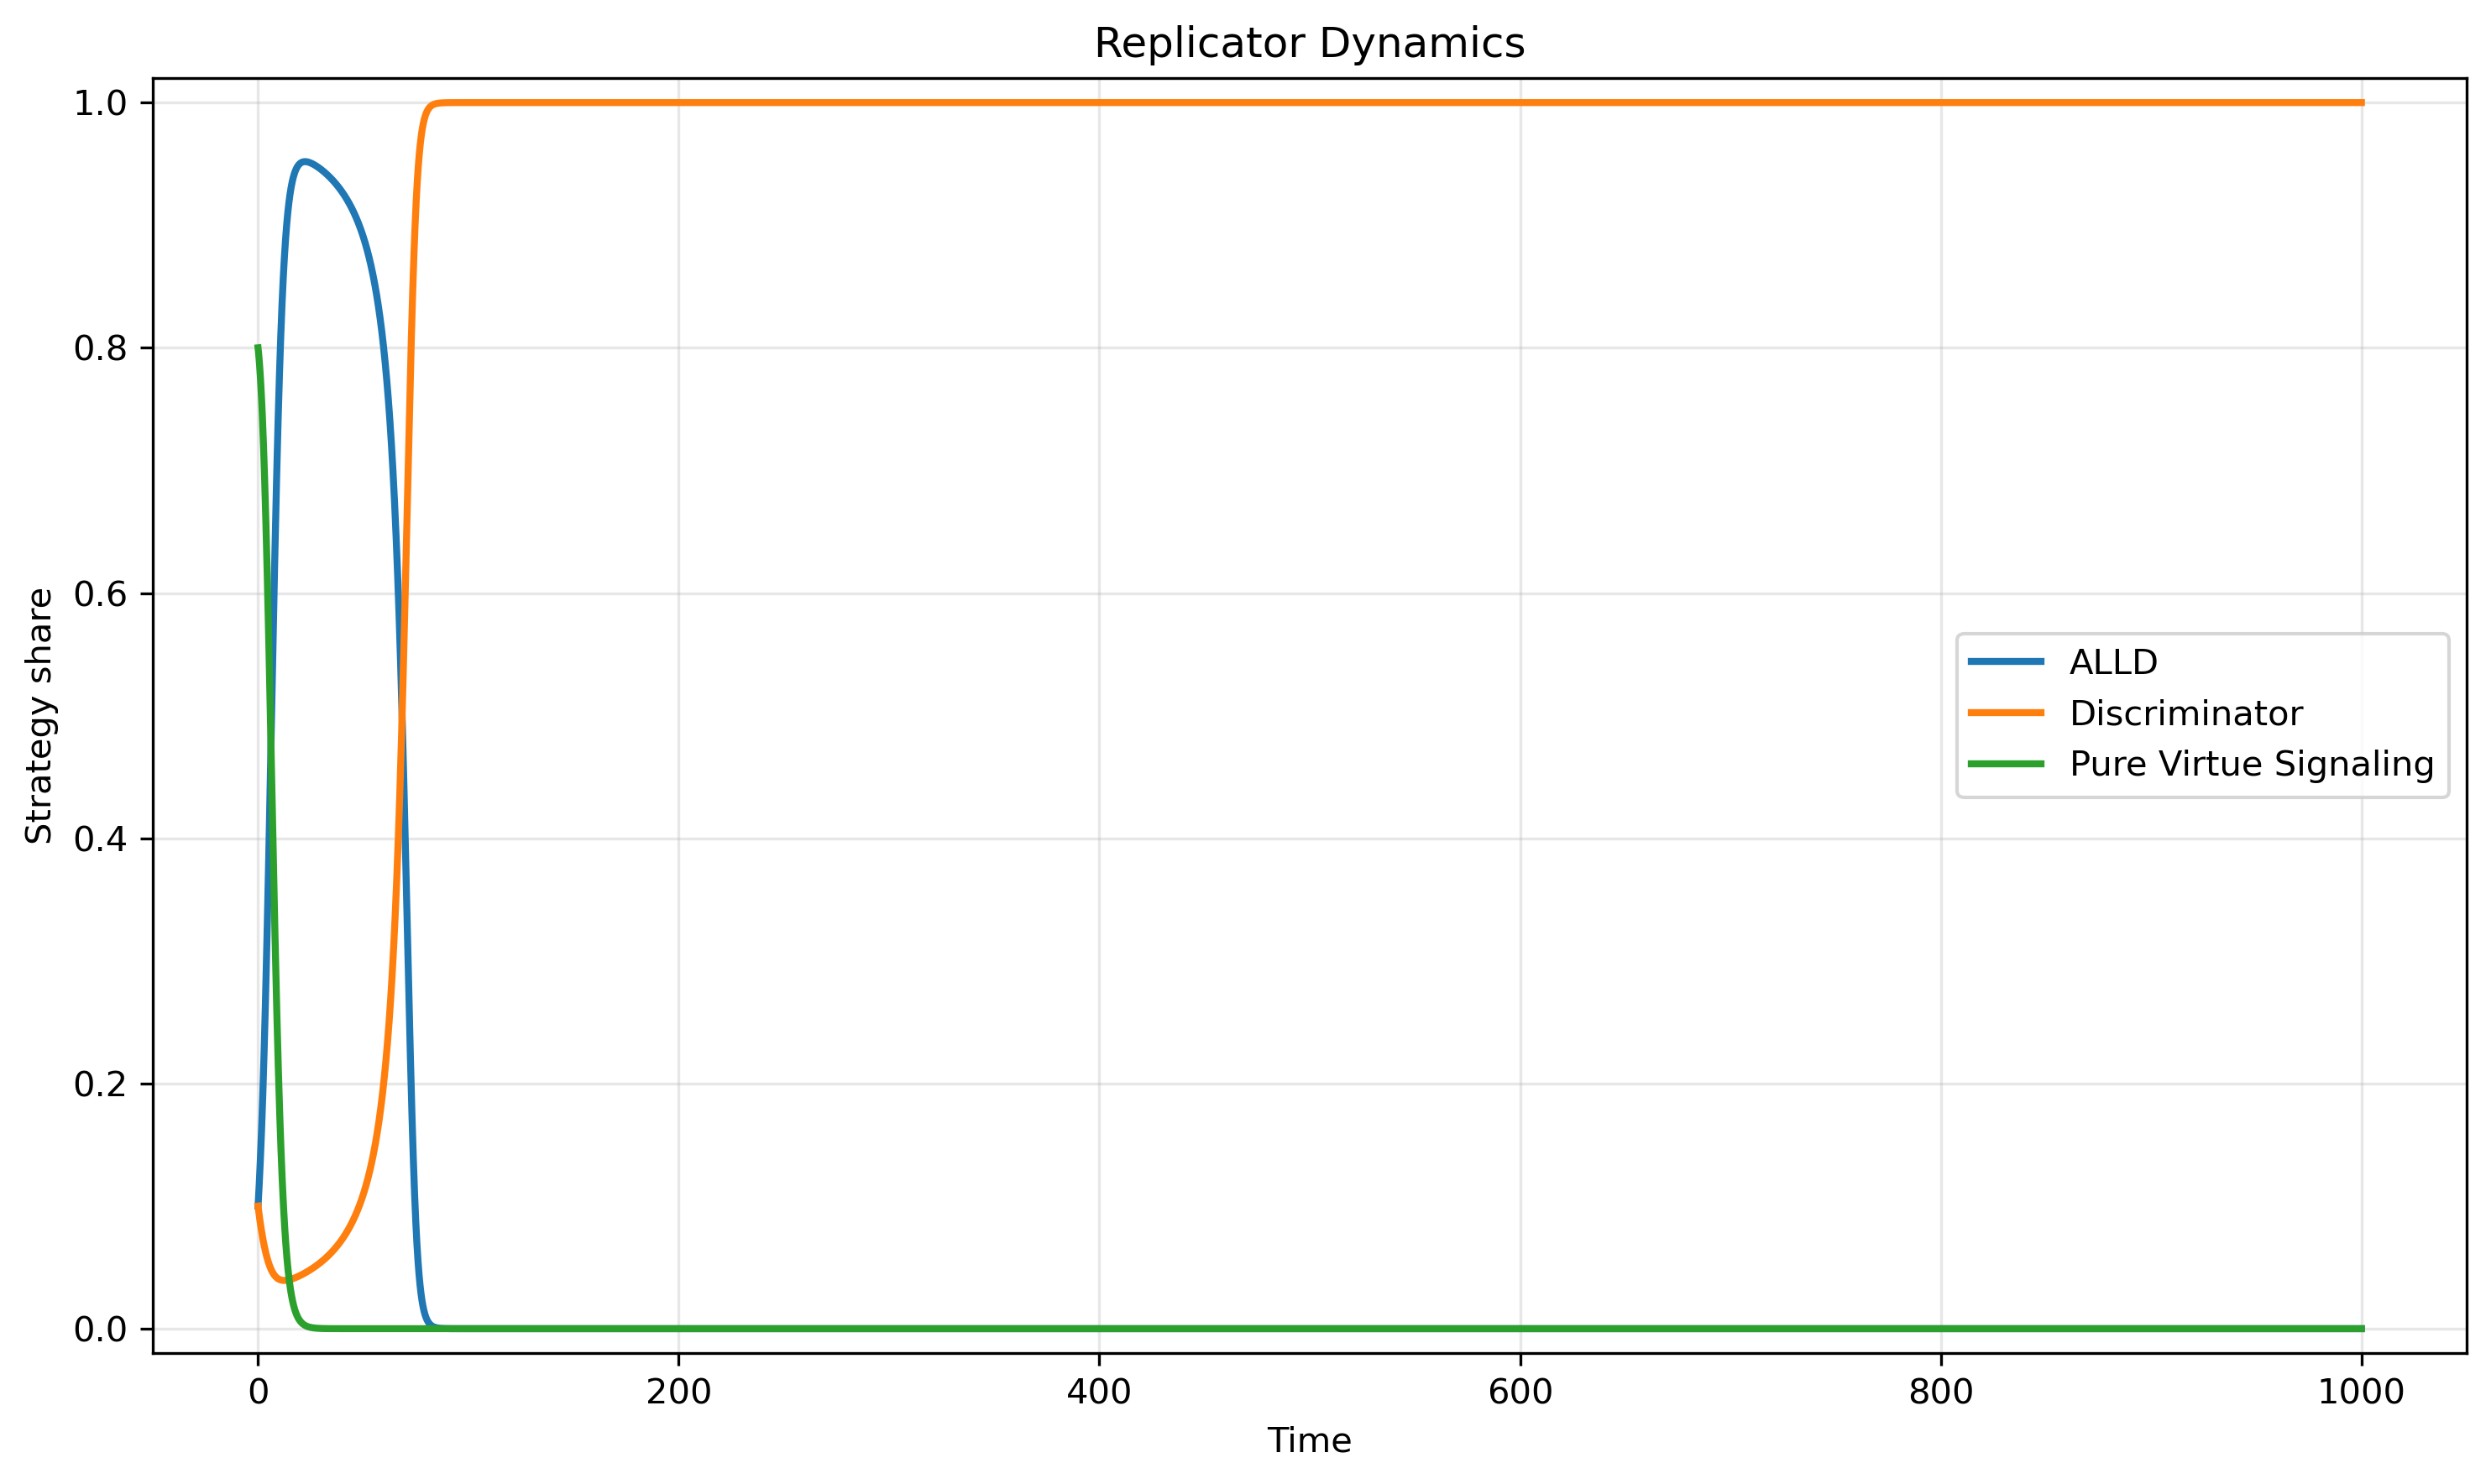 Replicator Dynamics
Strategy share
1.0
0.8
0.6
0.4
0.2
0.0
ALLD
Discriminator
Pure Virtue Signaling
0 200 400 600 800 1000
Time